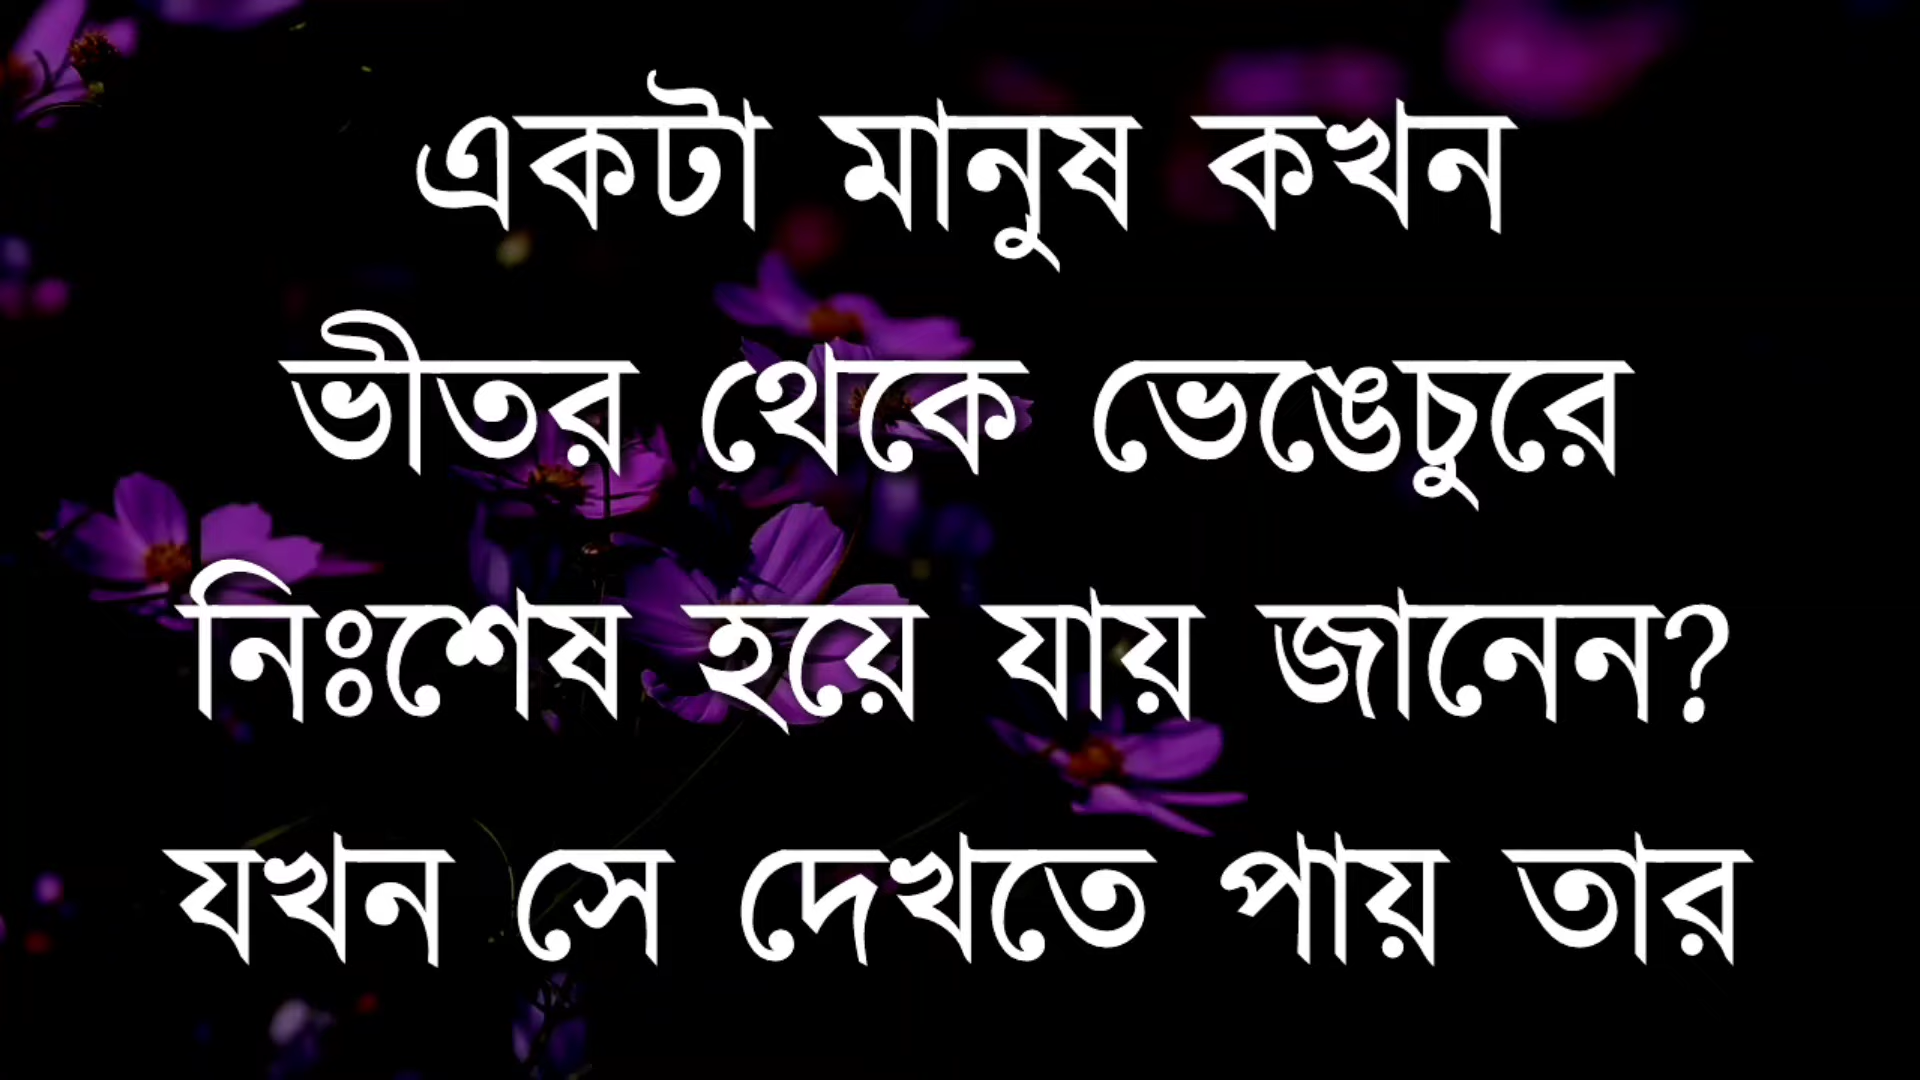 একটা মানুষ কখন
ভীতর থেকে ভেঙেচুরে
নিঃশেষ হয়ে যায় জানেন?
যখন সে দেখতে পায় তার